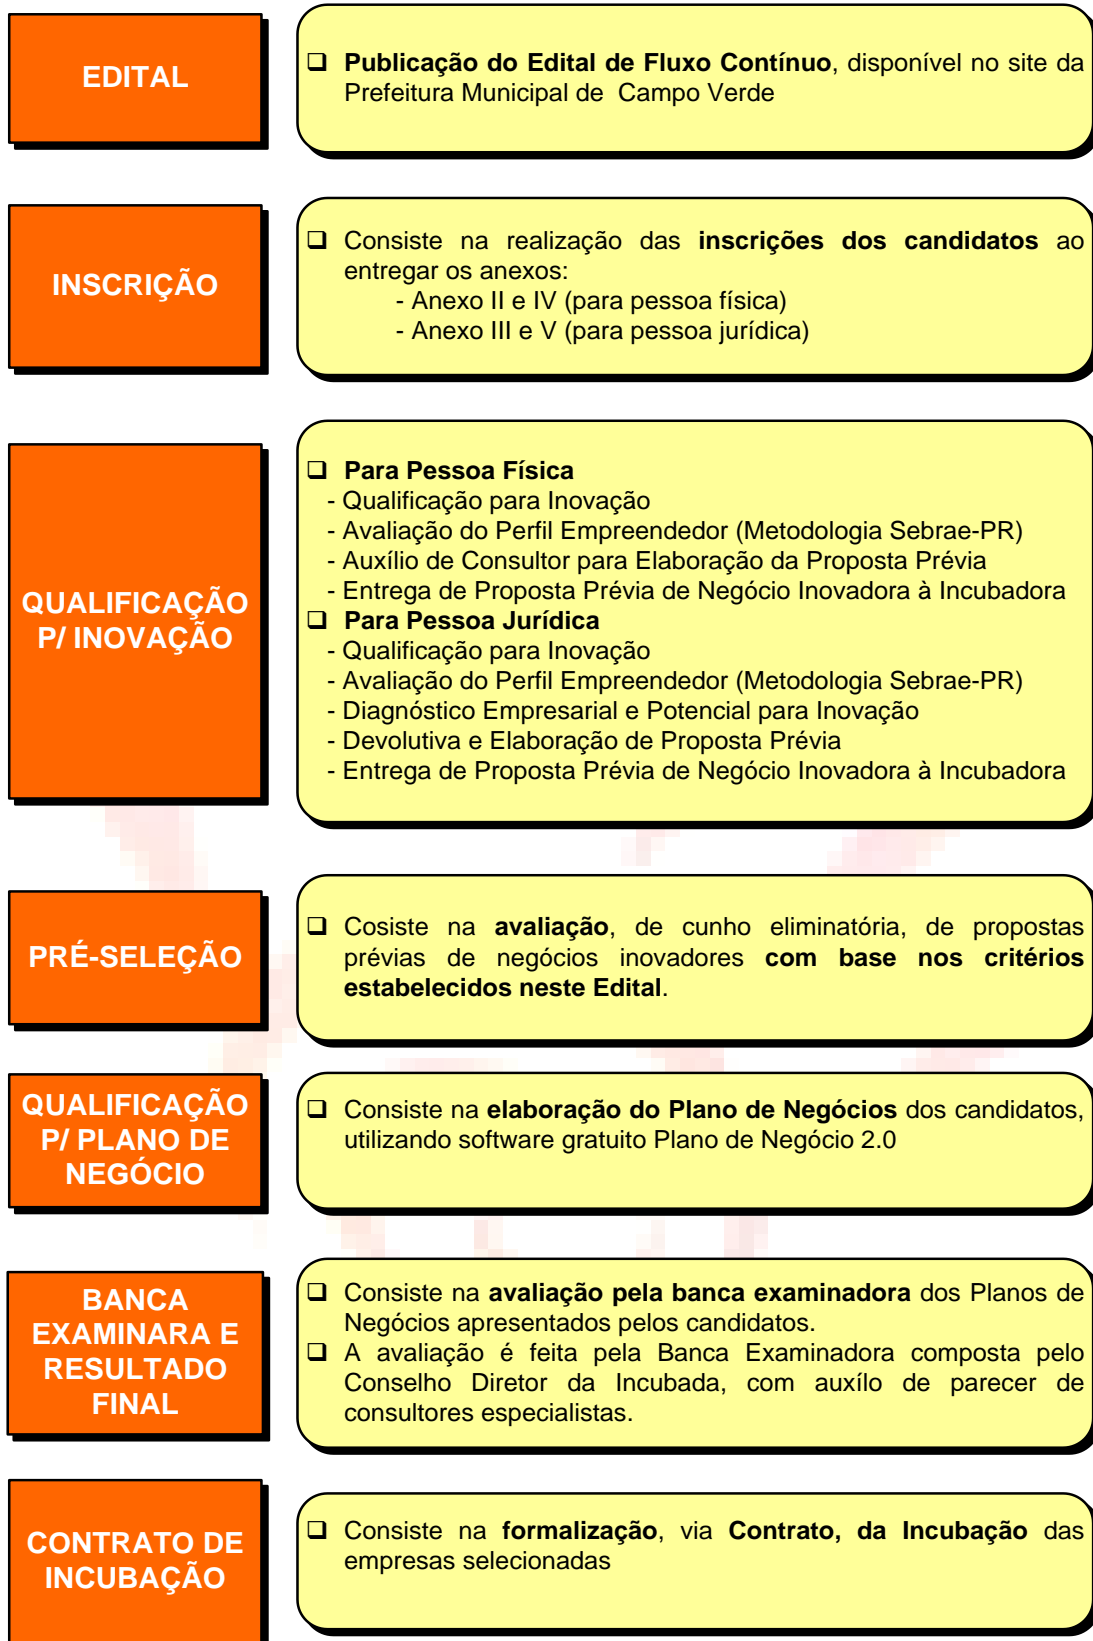 EDITAL
❑ Publicação do Edital de Fluxo Contínuo, disponível no site da
Prefeitura Municipal de Campo Verde
INSCRIÇÃO
❑ Consiste na realização das inscrições dos candidatos ao
entregar os anexos:
- Anexo II e IV (para pessoa física)
- Anexo III e V (para pessoa jurídica)
QUALIFICAÇÃO
P/ INOVAÇÃO
❑ Para Pessoa Física
- Qualificação para Inovação
- Avaliação do Perfil Empreendedor (Metodologia Sebrae-PR)
- Auxílio de Consultor para Elaboração da Proposta Prévia
- Entrega de Proposta Prévia de Negócio Inovadora à Incubadora
❑ Para Pessoa Jurídica
- Qualificação para Inovação
- Avaliação do Perfil Empreendedor (Metodologia Sebrae-PR)
- Diagnóstico Empresarial e Potencial para Inovação
- Devolutiva e Elaboração de Proposta Prévia
- Entrega de Proposta Prévia de Negócio Inovadora à Incubadora
PRÉ-SELEÇÃO
❑ Cosiste na avaliação, de cunho eliminatória, de propostas
prévias de negócios inovadores com base nos critérios
estabelecidos neste Edital.
QUALIFICAÇÃO
P/ PLANO DE
NEGÓCIO
❑ Consiste na elaboração do Plano de Negócios dos candidatos,
utilizando software gratuito Plano de Negócio 2.0
BANCA
EXAMINARA E
RESULTADO
FINAL
❑ Consiste na avaliação pela banca examinadora dos Planos de
Negócios apresentados pelos candidatos.
❑ A avaliação é feita pela Banca Examinadora composta pelo
Conselho Diretor da Incubada, com auxílo de parecer de
consultores especialistas.
CONTRATO DE
INCUBAÇÃO
❑ Consiste na formalização, via Contrato, da Incubação das
empresas selecionadas